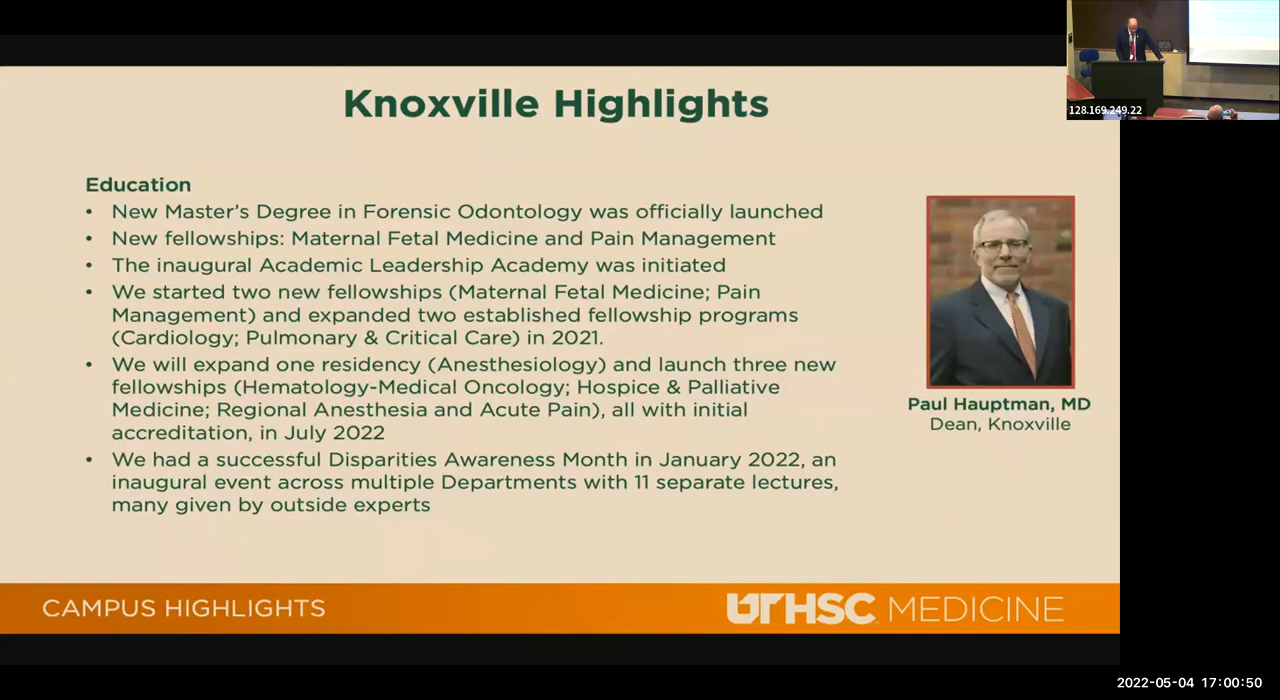 Knoxville Highlights
Education
• New Master's Degree in Forensic Odontology was officially launched
• New fellowships: Maternal Fetal Medicine and Pain Management
• The inaugural Academic Leadership Academy was initiated
• We started two new fellowships (Maternal Fetal Medicine; Pain
Management) and expanded two established fellowship programs
(Cardiology; Pulmonary & Critical Care) in 2021.
• We will expand one residency (Anesthesiology) and launch three new
fellowships (Hematology-Medical Oncology; Hospice & Palliative
Medicine; Regional Anesthesia and Acute Pain), all with initial
accreditation, in July 2022
• We had a successful Disparities Awareness Month in January 2022, an
inaugural event across multiple Departments with 11 separate lectures,
many given by outside experts
Paul Hauptman, MD
Dean, Knoxville
CAMPUS HIGHLIGHTS
UTHSC MEDICINE
128.169.249.22
2022-05-04 17:00:50